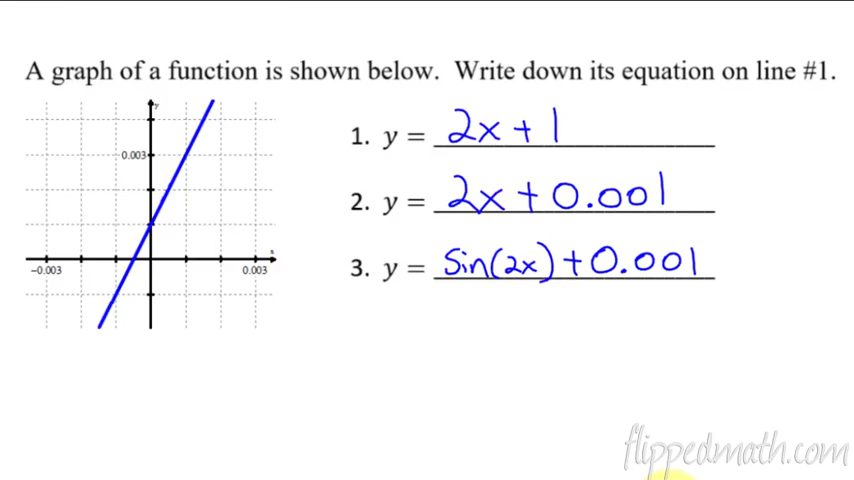 A graph of a function is shown below. Write down its equation on line #1.
y
0.003
x
−0.003
0.003
1. y = 2x + 1
2. y = 2x + 0.001
3. y = Sin(2x) + 0.001
flippedmath.com